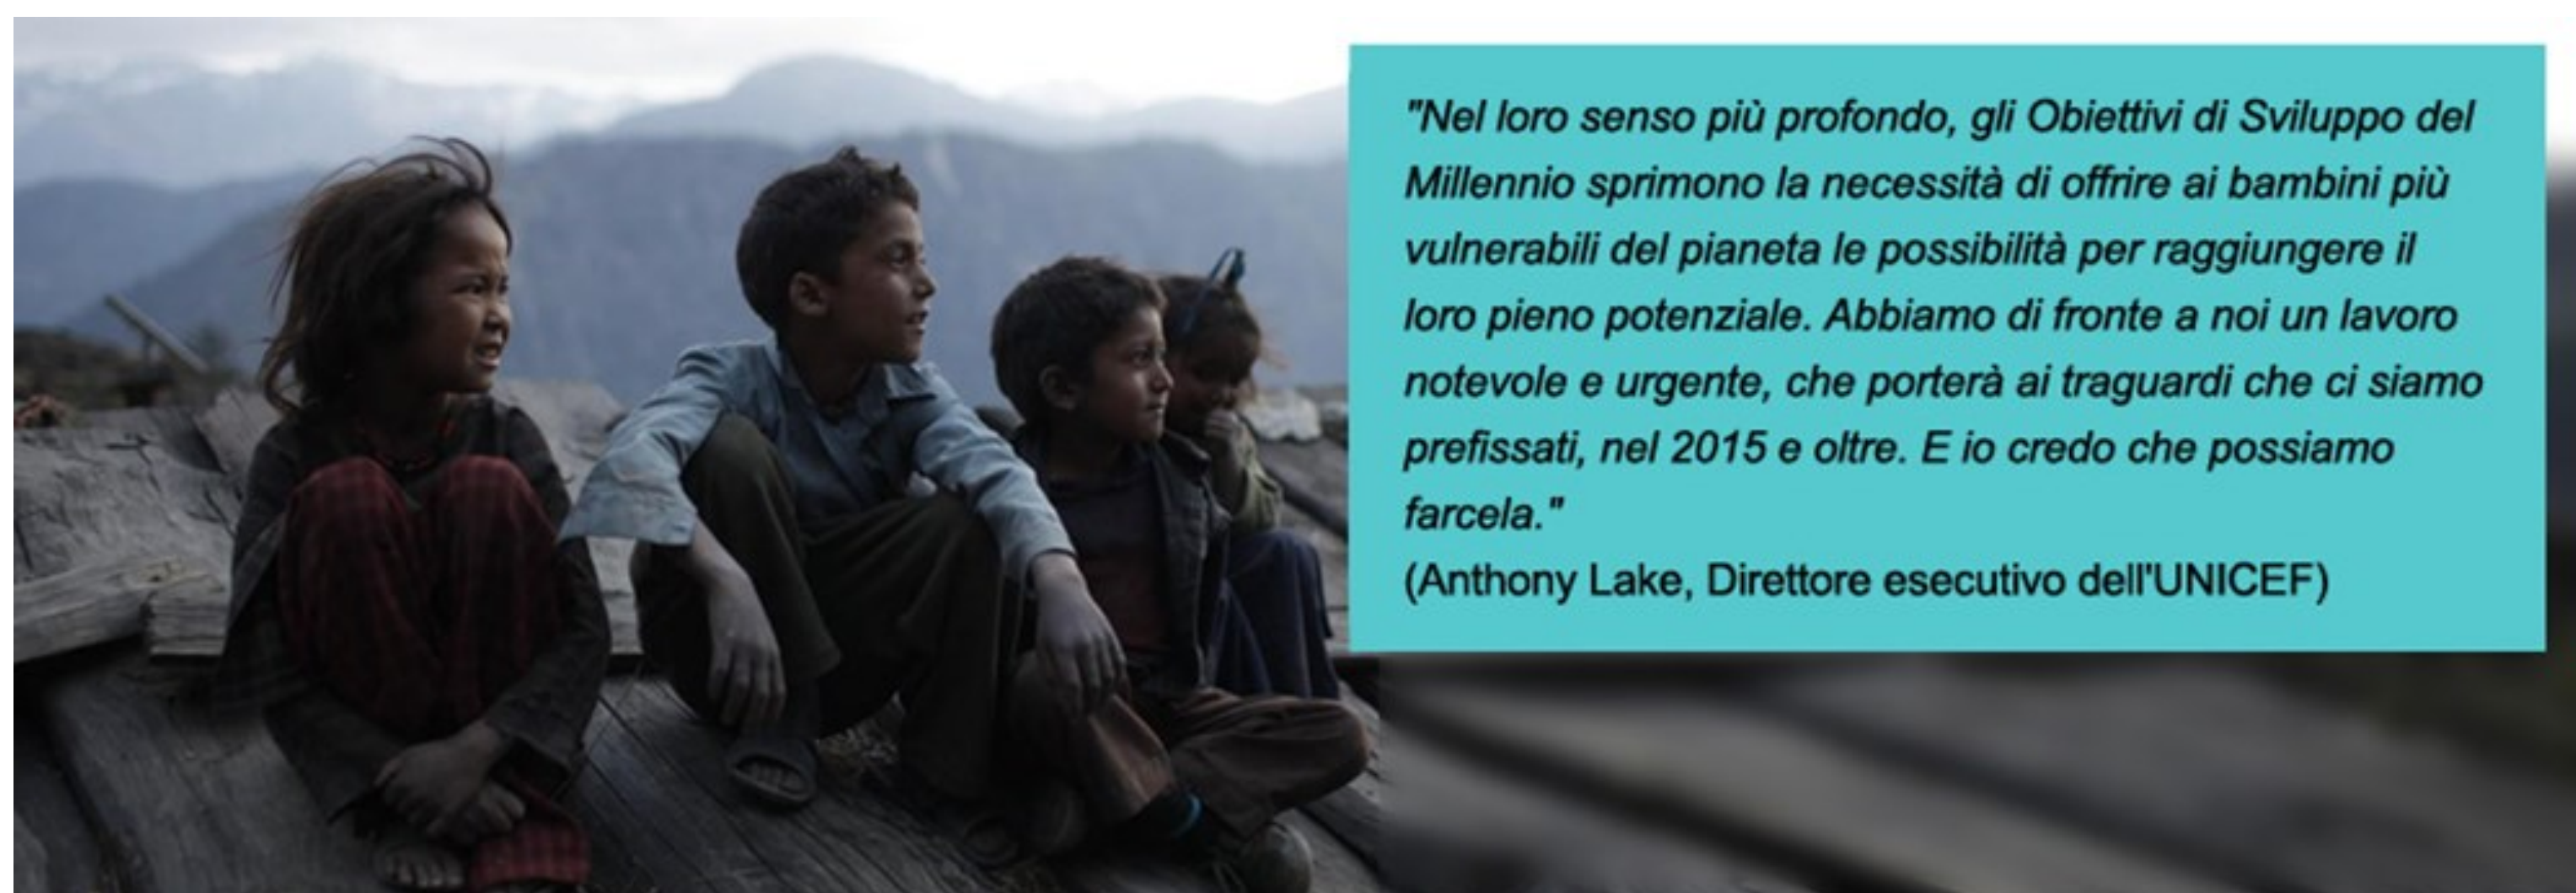 "Nel loro senso più profondo, gli Obiettivi di Sviluppo del
Millennio sprimono la necessità di offrire ai bambini più
vulnerabili del pianeta le possibilità per raggiungere il
loro pieno potenziale. Abbiamo di fronte a noi un lavoro
notevole e urgente, che porterà ai traguardi che ci siamo
prefissati, nel 2015 e oltre. E io credo che possiamo
farcela."
(Anthony Lake, Direttore esecutivo dell'UNICEF)